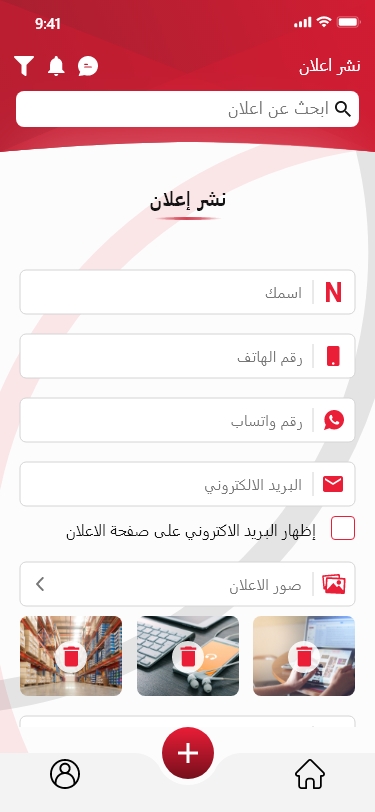 9:41
نشر اعلان
ابحث عن اعلان
نشر إعلان
N
اسمك
رقم الهاتف
رقم واتساب
البريد الالكتروني
إظهار البريد الاكتروني على صفحة الاعلان
صور الاعلان